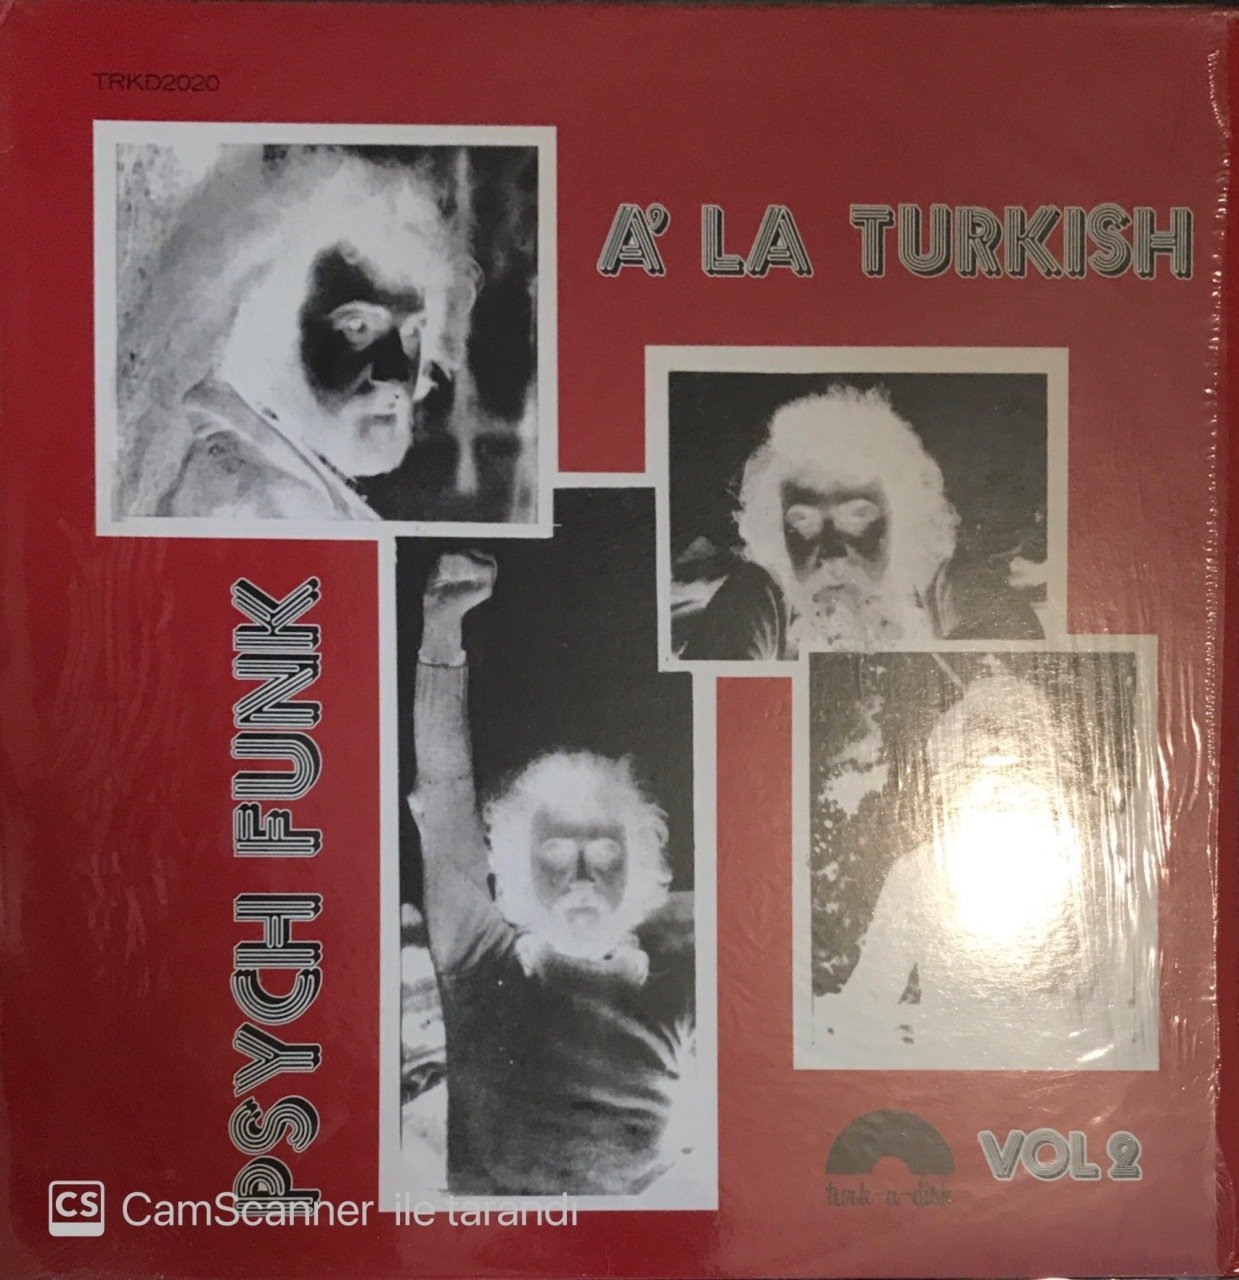 TRKD2020
A' LA TURKISH
PSYCH FUNK
VOL 2
turk-a-disk
CS CamScanner ile tarandı